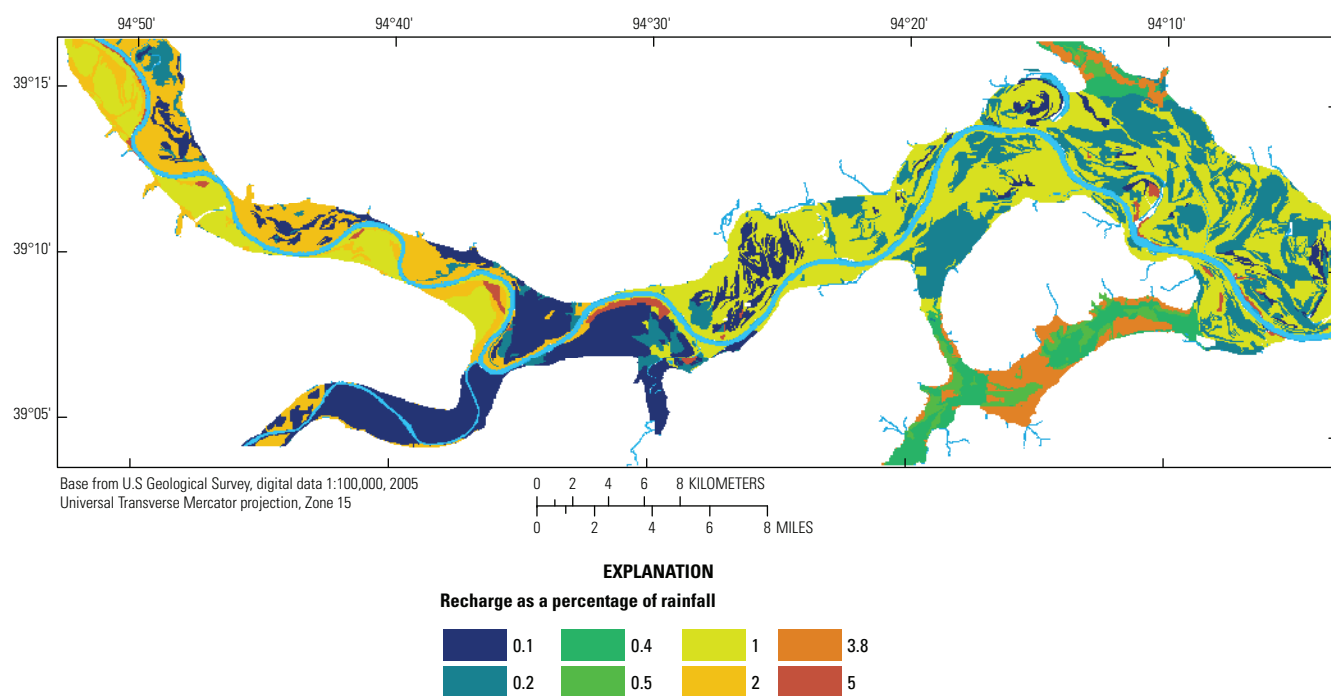 94°50' 94°40' 94°30' 94°20' 94°10'
39°15'
39°10'
39°05'
Base from U.S Geological Survey, digital data 1:100,000, 2005
Universal Transverse Mercator projection, Zone 15
0 2 4 6 8 KILOMETERS
0 2 4 6 8 MILES
EXPLANATION
Recharge as a percentage of rainfall
0.1 0.4 1 3.8
0.2 0.5 2 5